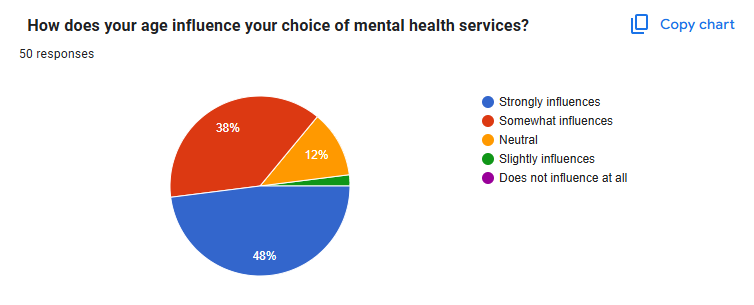 How does your age influence your choice of mental health services?
Copy chart
50 responses
Strongly influences
Somewhat influences
Neutral
Slightly influences
Does not influence at all
38%
12%
48%